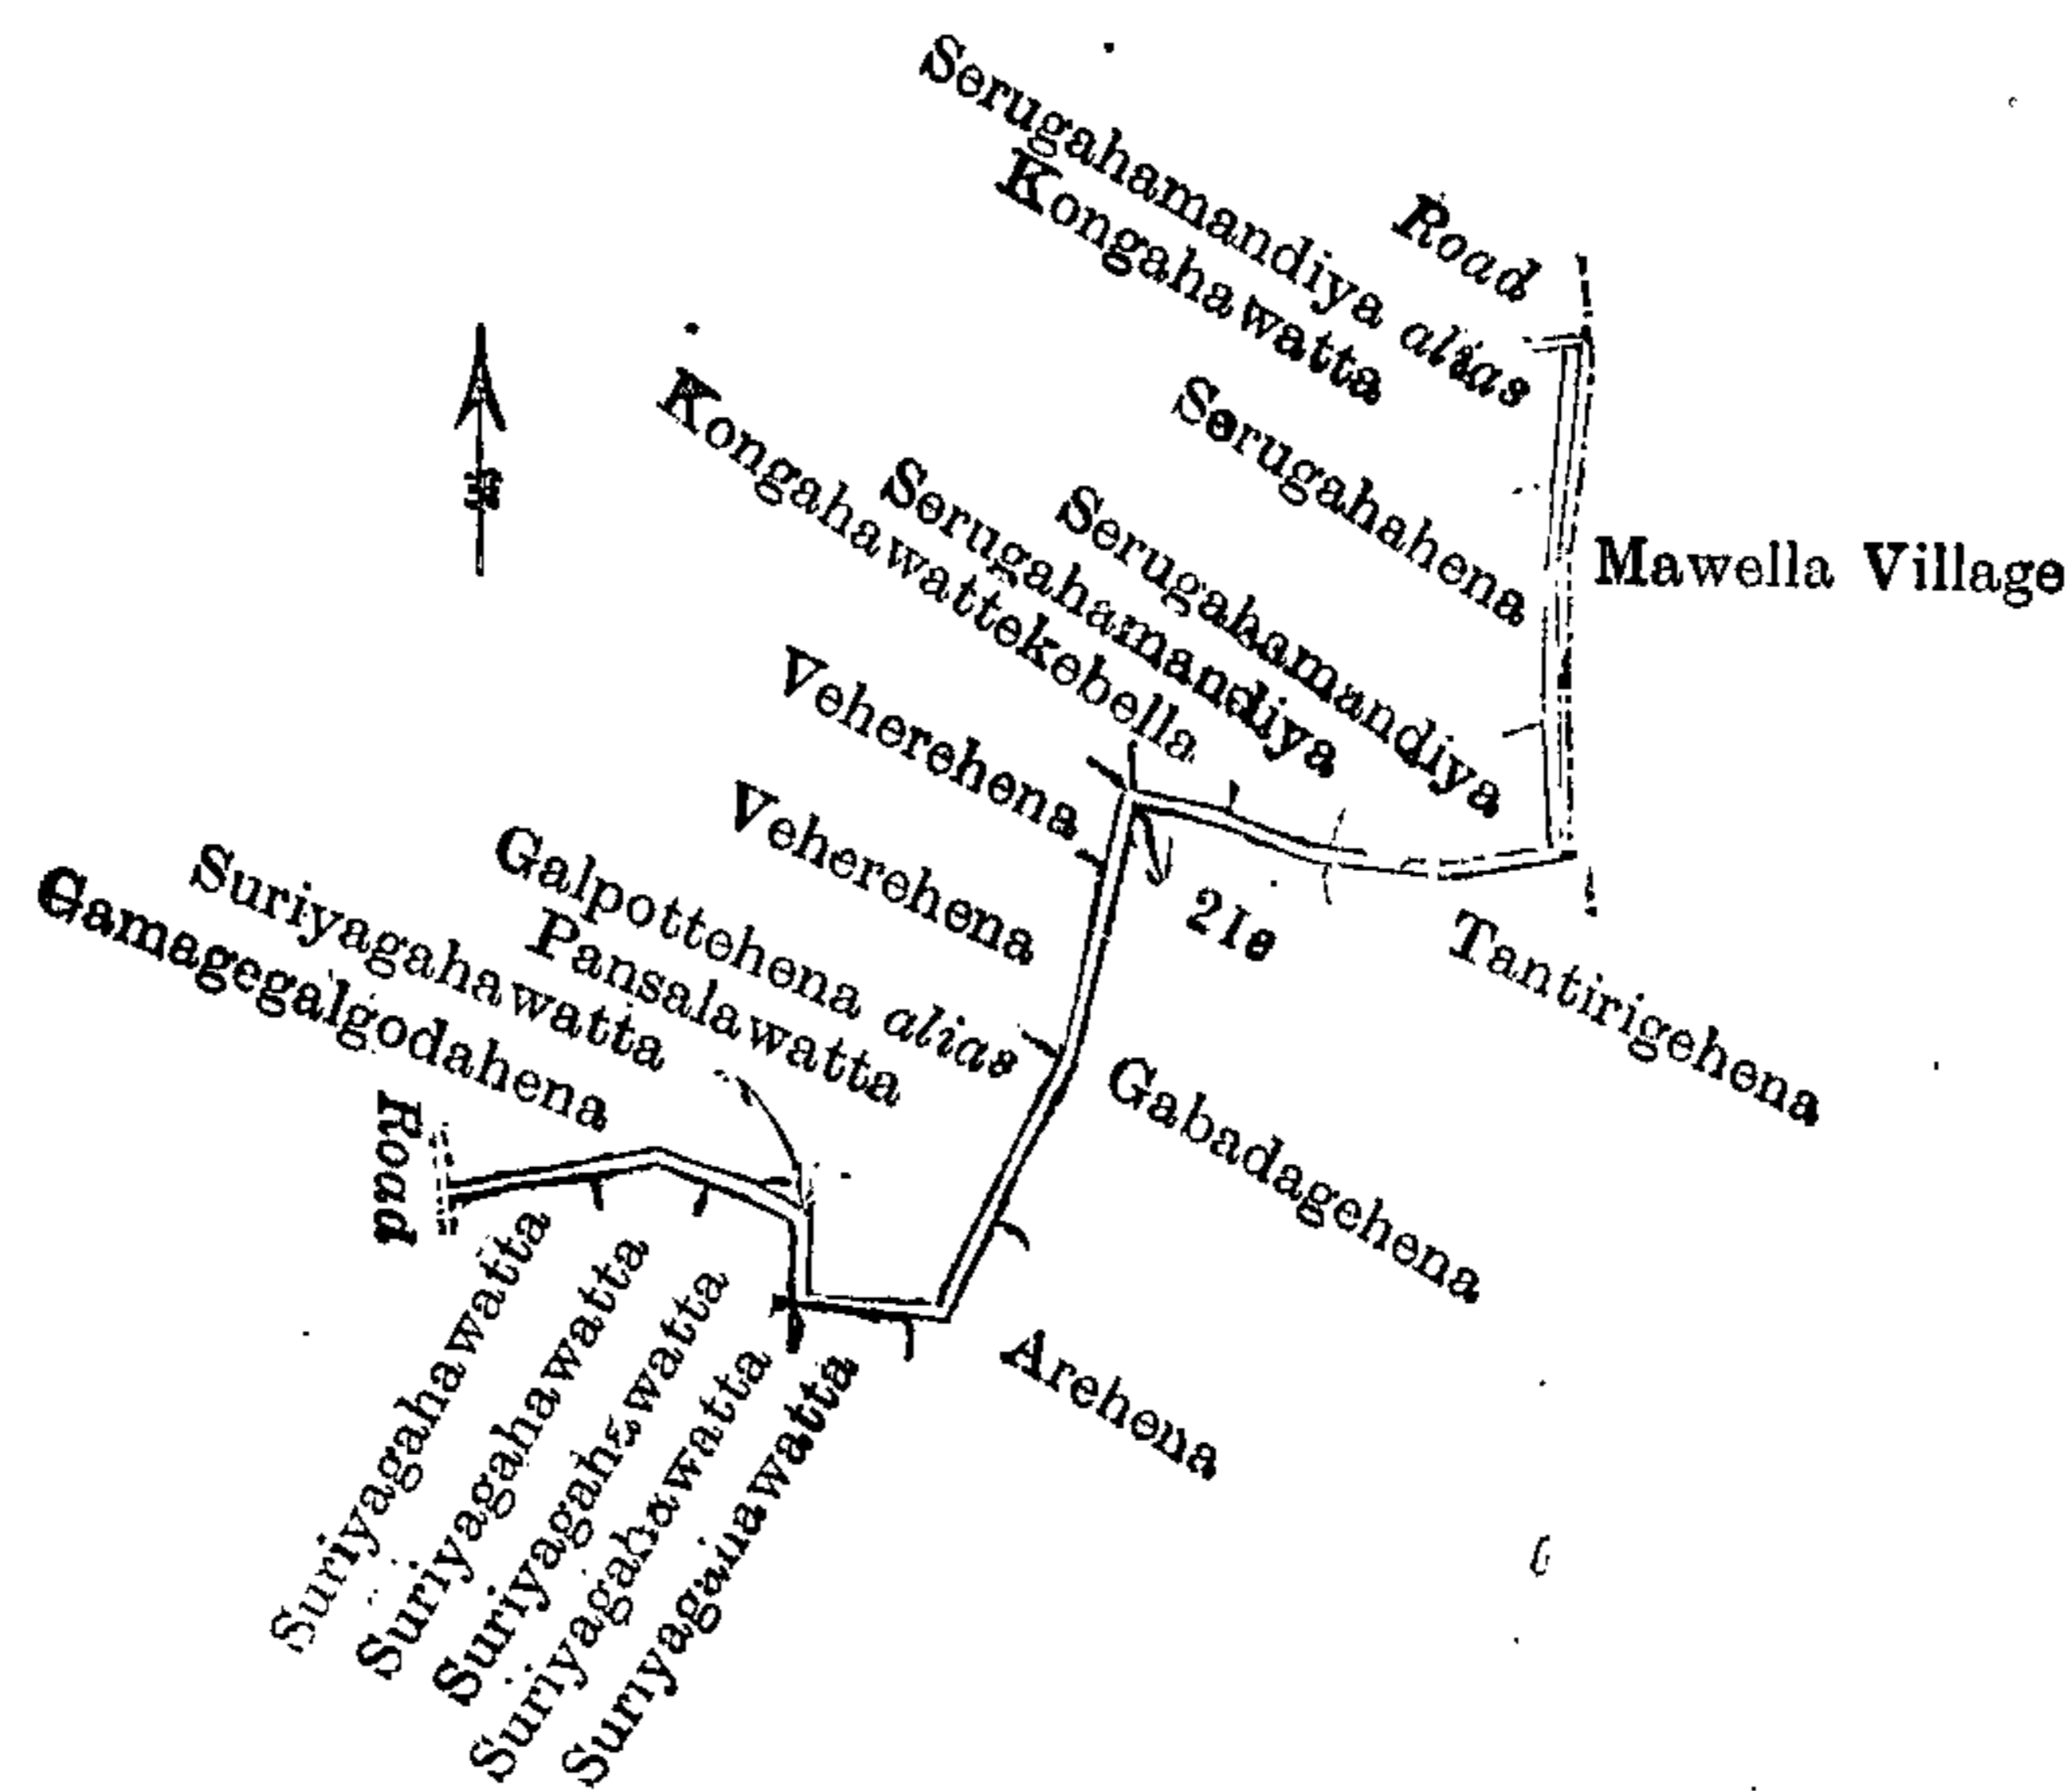 Serugahamandiya alias
Kongahawatta
Road
Serugahahena
Mawella Village
Serugahamandiya
Serugahamandiya
Kongahawattekebella
Veherehena
Veherehena
Galpottehena alias
Pansalawatta
Suriyagahawatta
Gamagegalgodahena
Road
Tantirigehena
Gabadagehena
Arehena
Suriyagahawatta
Suriyagahawatta
Suriyagahawatta
Suriyagahawatta
Suriyagahawatta